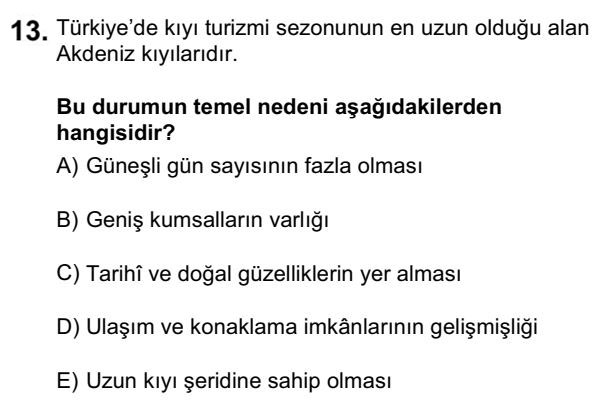 13. Türkiye’de kıyı turizmi sezonunun en uzun olduğu alan
Akdeniz kıyılarıdır.
Bu durumun temel nedeni aşağıdakilerden
hangisidir?
A) Güneşli gün sayısının fazla olması
B) Geniş kumsalların varlığı
C) Tarihî ve doğal güzelliklerin yer alması
D) Ulaşım ve konaklama imkânlarının gelişmişliği
E) Uzun kıyı şeridine sahip olması